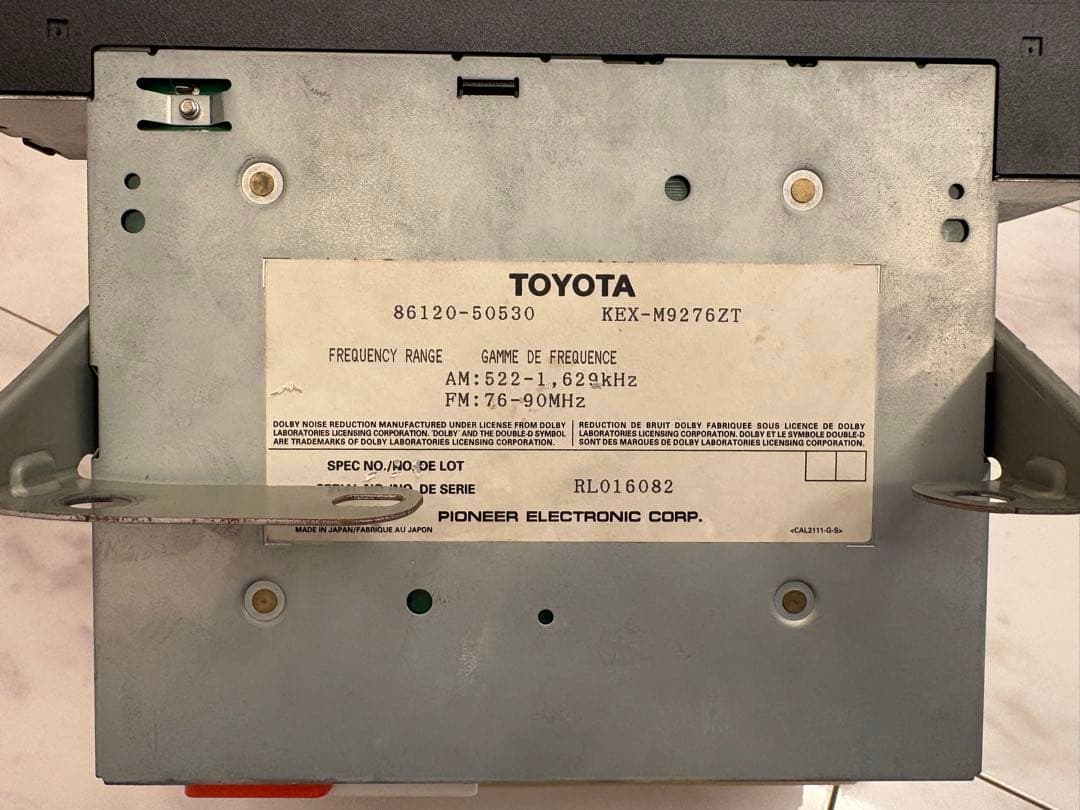 TOYOTA
86120-50530 KEX-M9276ZT
FREQUENCY RANGE GAMME DE FREQUENCE
AM:522-1,629kHz
FM:76-90MHz
DOLBY NOISE REDUCTION MANUFACTURED UNDER LICENSE FROM DOLBY
LABORATORIES LICENSING CORPORATION. 'DOLBY' AND THE DOUBLE-D SYMBOL
ARE TRADEMARKS OF DOLBY LABORATORIES LICENSING CORPORATION.
REDUCTION DE BRUIT DOLBY FABRIQUEE SOUS LICENCE DE DOLBY
LABORATORIES LICENSING CORPORATION. DOLBY ET LE SYMBOLE DOUBLE-D
SONT DES MARQUES DE DOLBY LABORATORIES LICENSING CORPORATION.
SPEC NO./NO. DE LOT
DE SERIE RL016082
PIONEER ELECTRONIC CORP.
MADE IN JAPAN/FABRIQUE AU JAPON <CAL2111-G-S>